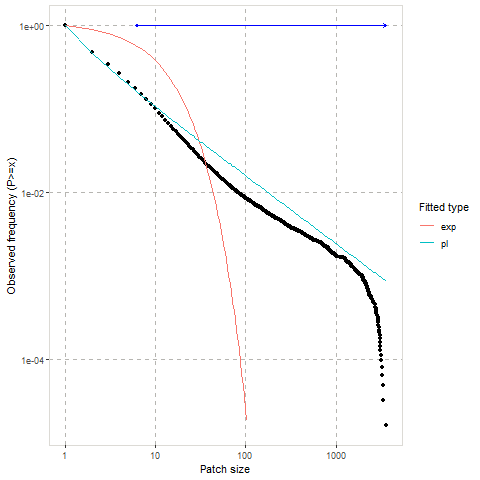 1e+00
1e-02
1e-04
Observed frequency (P>=x)
1
10
100
1000
Patch size
Fitted type
exp
pl